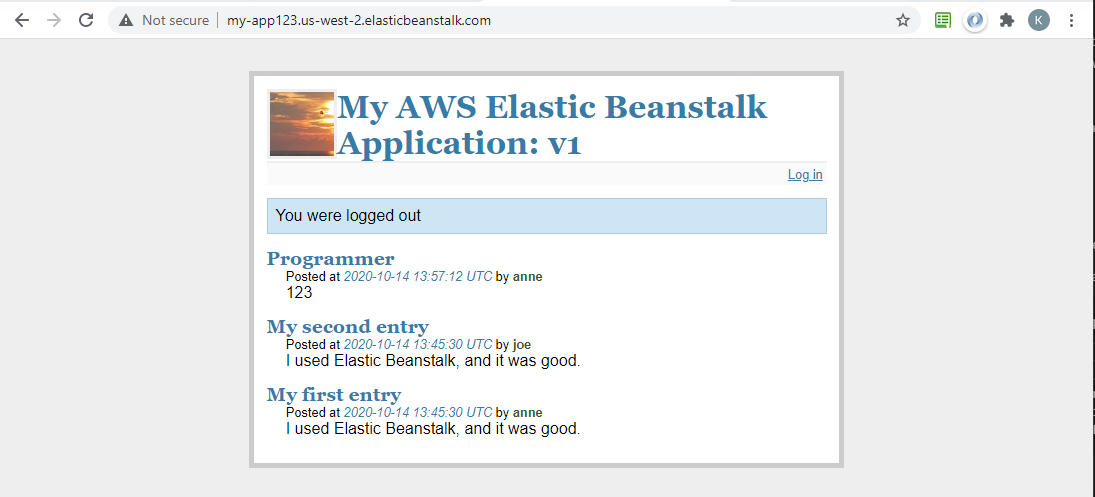 Not secure | my-app123.us-west-2.elasticbeanstalk.com
K
My AWS Elastic Beanstalk
Application: v1
Log in
You were logged out
Programmer
Posted at 2020-10-14 13:57:12 UTC by anne
123
My second entry
Posted at 2020-10-14 13:45:30 UTC by joe
I used Elastic Beanstalk, and it was good.
My first entry
Posted at 2020-10-14 13:45:30 UTC by anne
I used Elastic Beanstalk, and it was good.